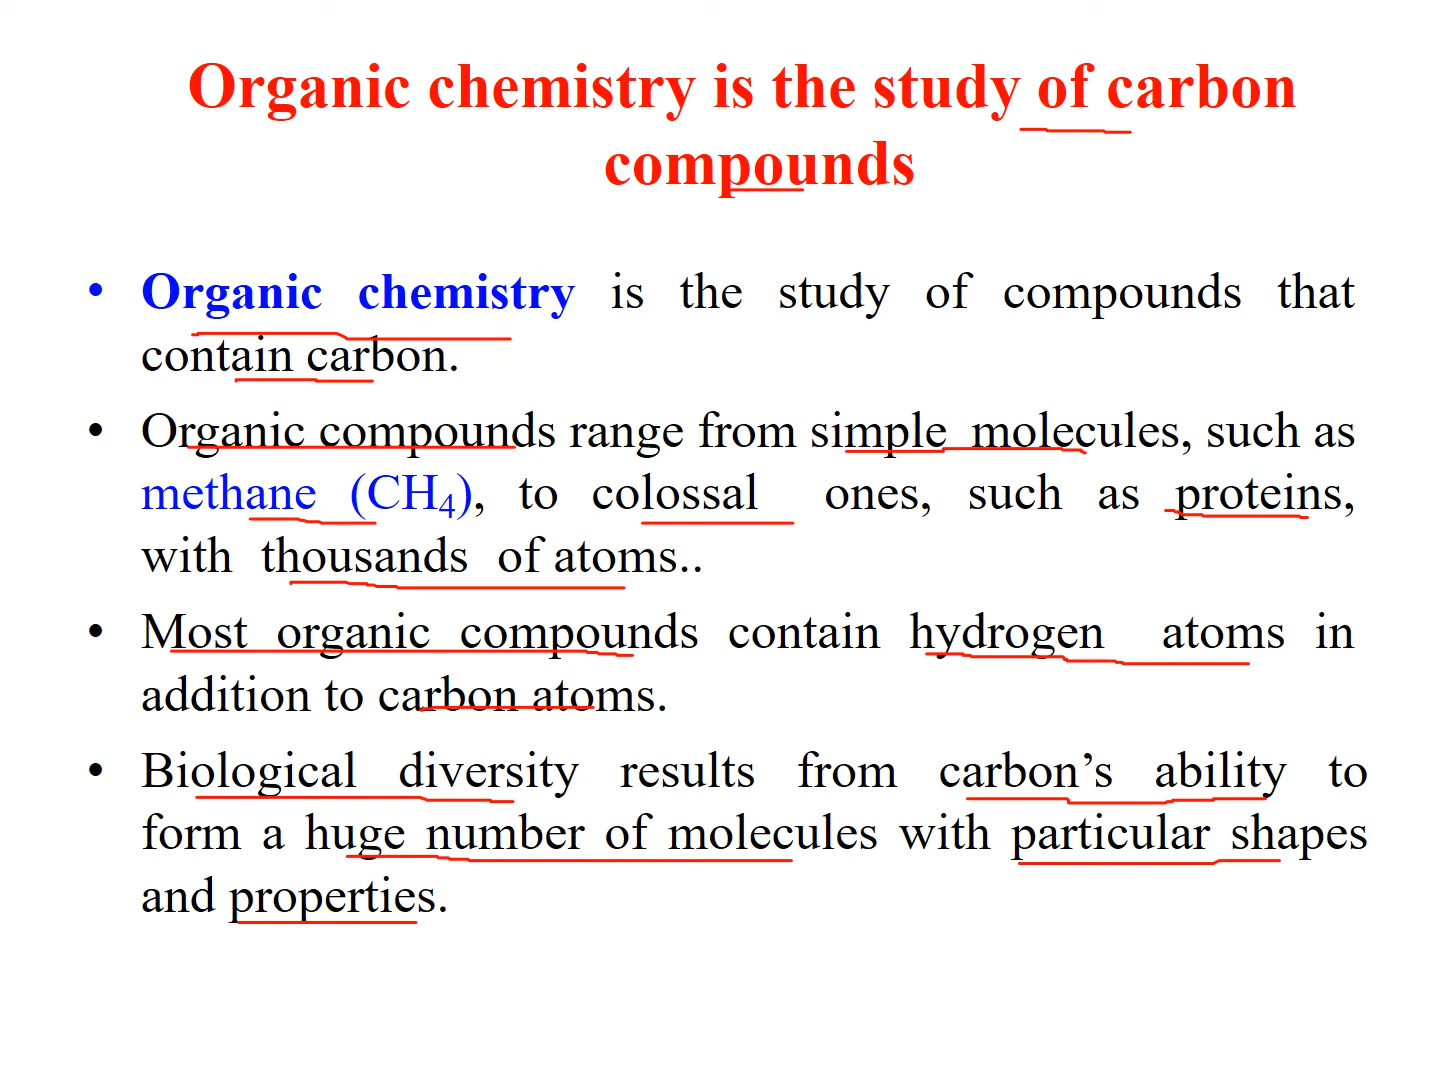 Organic chemistry is the study of carbon
compounds
• Organic chemistry is the study of compounds that
contain carbon.
• Organic compounds range from simple molecules, such as
methane (CH₄), to colossal ones, such as proteins,
with thousands of atoms..
• Most organic compounds contain hydrogen atoms in
addition to carbon atoms.
• Biological diversity results from carbon’s ability to
form a huge number of molecules with particular shapes
and properties.